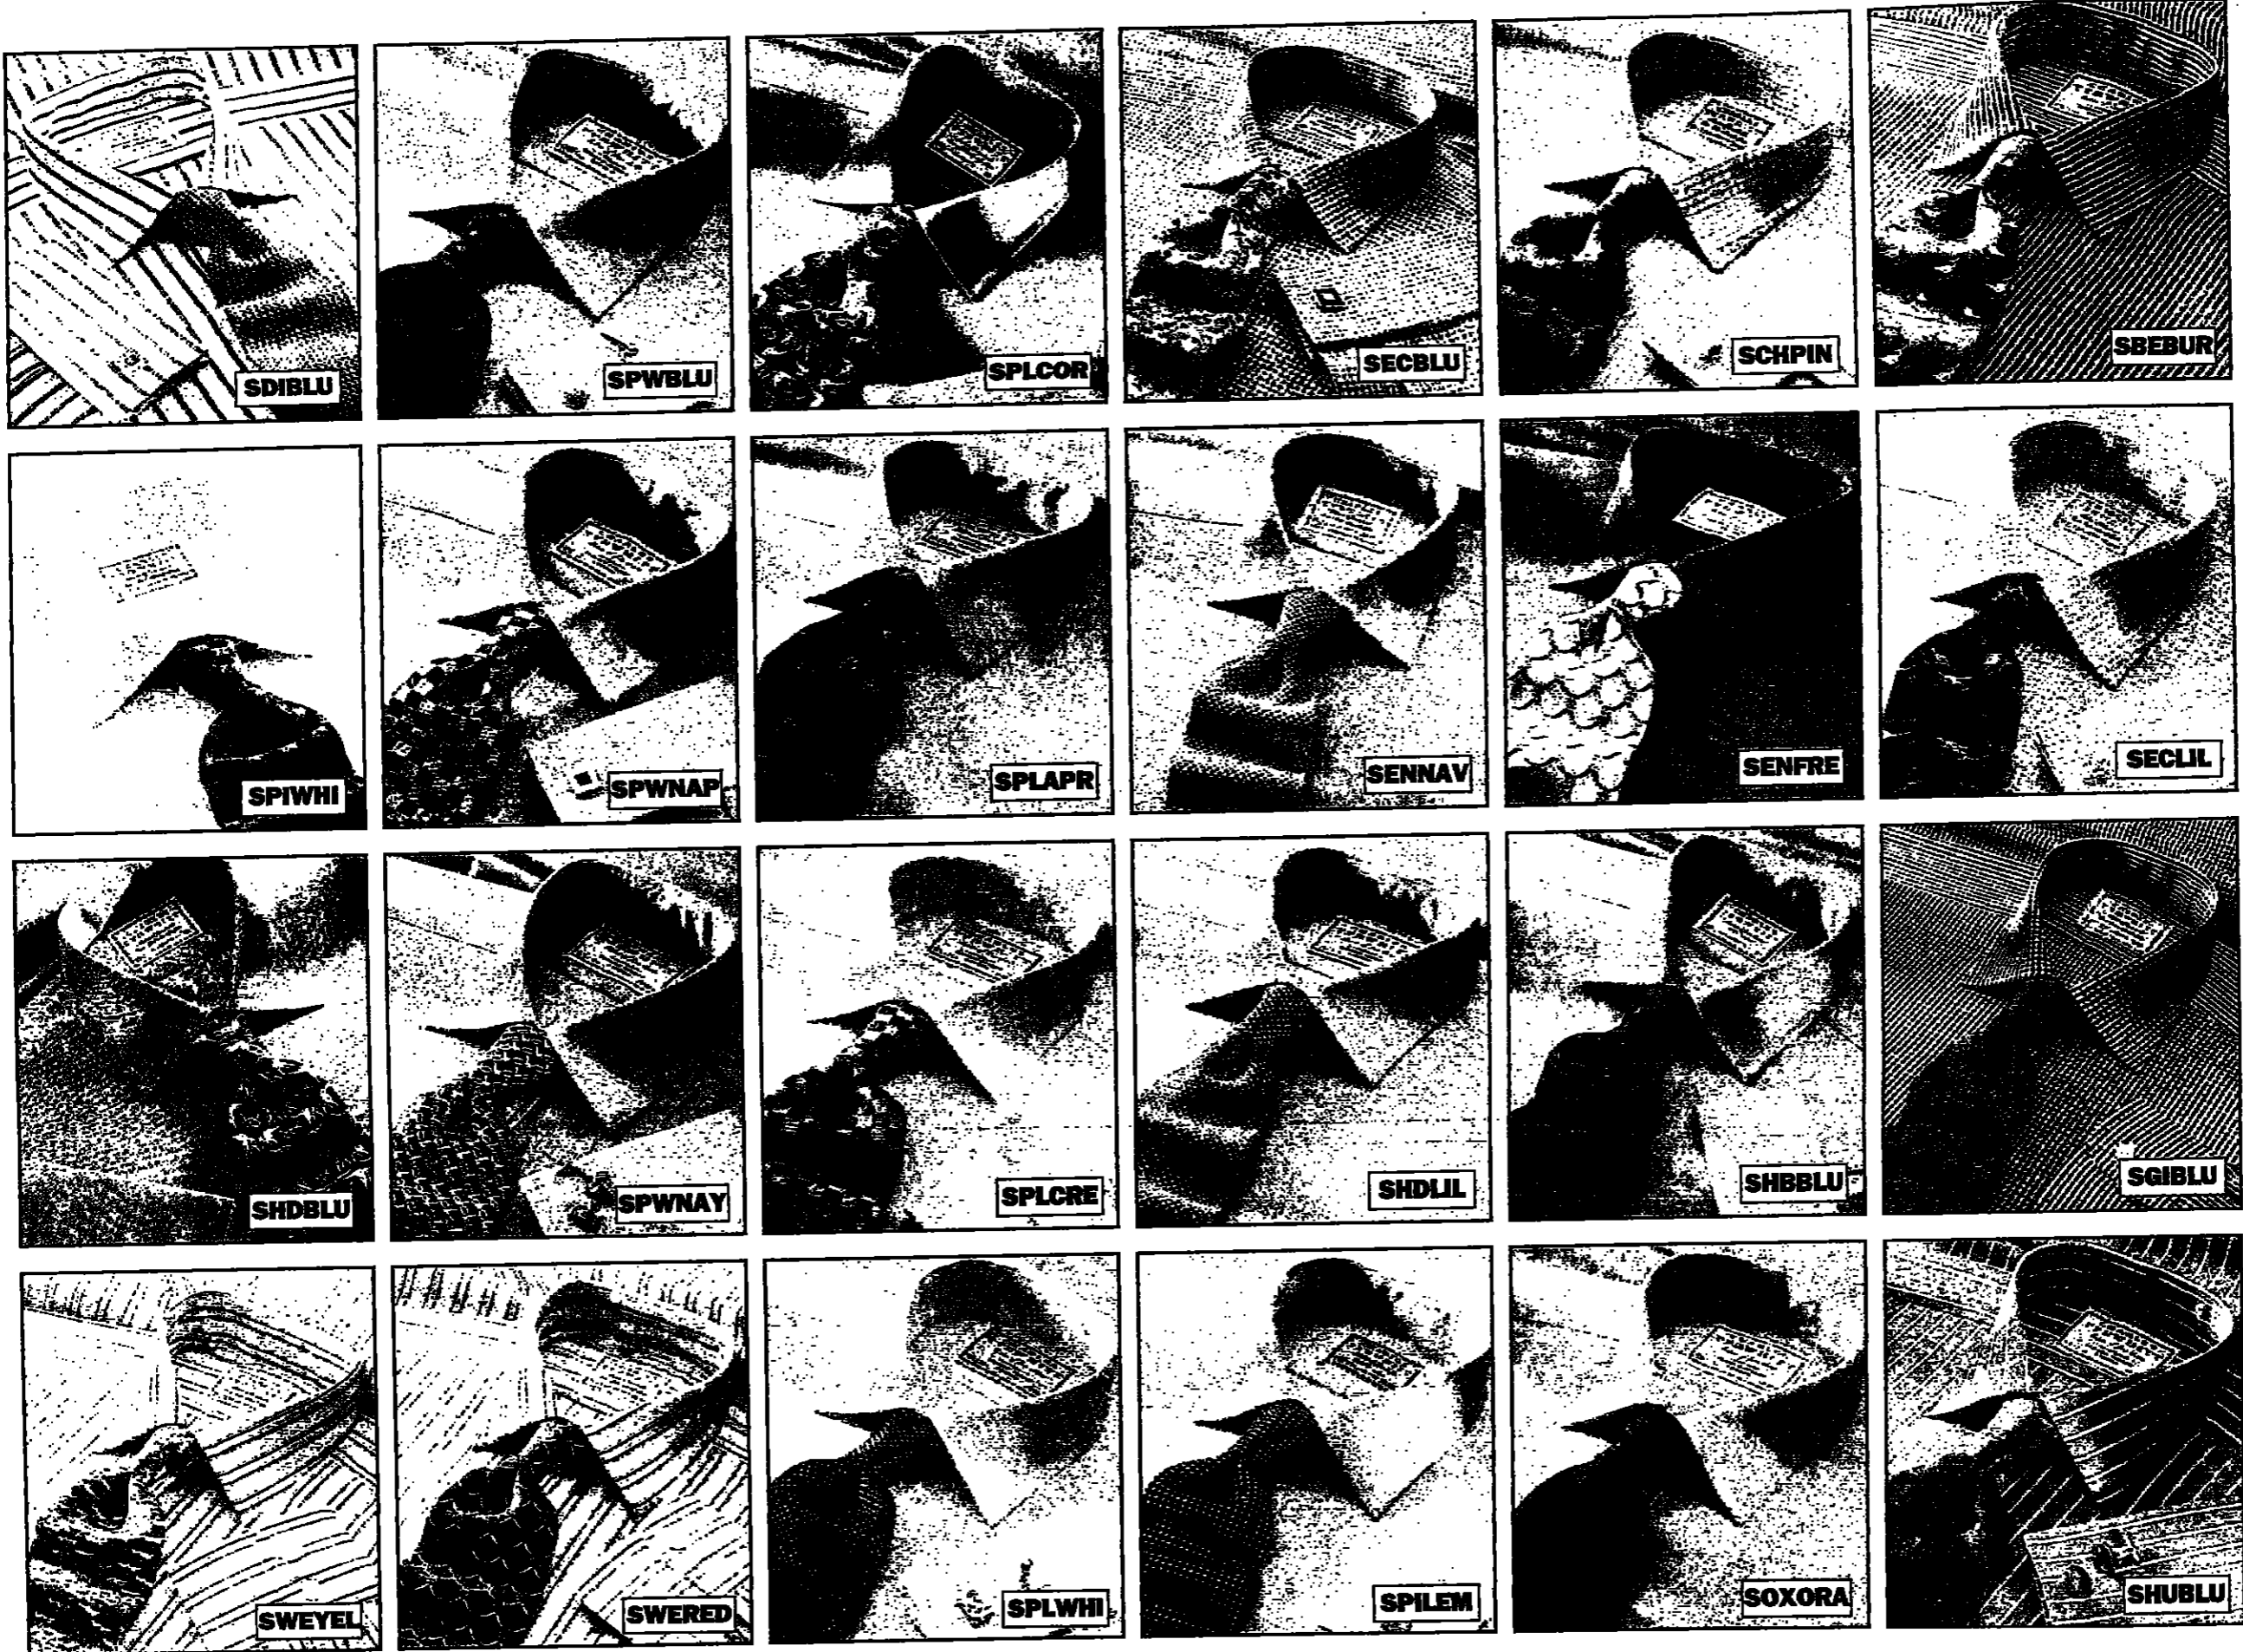 SDIBLU
SPWBLU
SPLCOR
SECBLU
SCHPIN
SBEBUR
SPIWHI
SPWNAP
SPLAPR
SENNAV
SENFRE
SECLIL
SHDBLU
SPWNAY
SPLCRE
SHDLIL
SHBBLU
SGIBLU
SWEYEL
SWERED
SPLWHI
SPILEM
SOXORA
SHUBLU